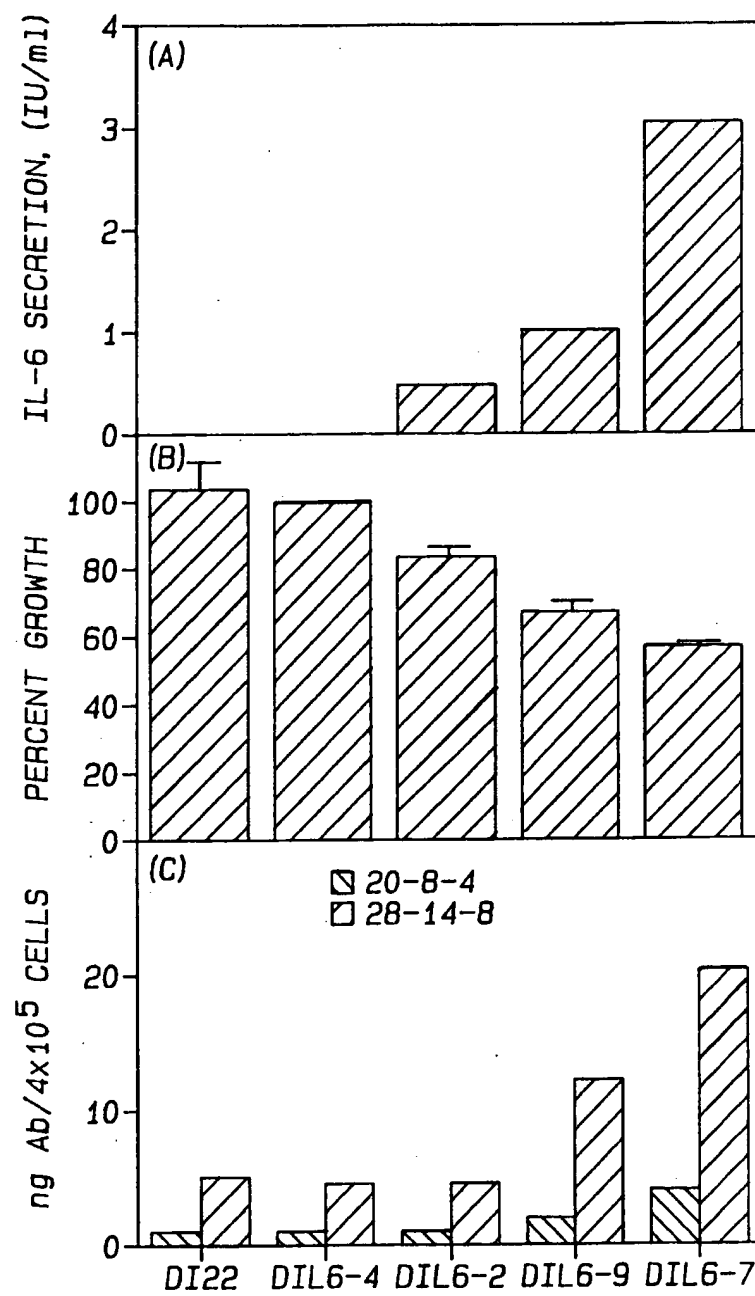 IL-6 SECRETION, (IU/ml)
4
3
2
1
0
(A)
PERCENT GROWTH
100
80
60
40
20
0
(B)
ng Ab/4x10⁵ CELLS
20
10
0
(C)
20-8-4
28-14-8
DI22 DIL6-4 DIL6-2 DIL6-9 DIL6-7